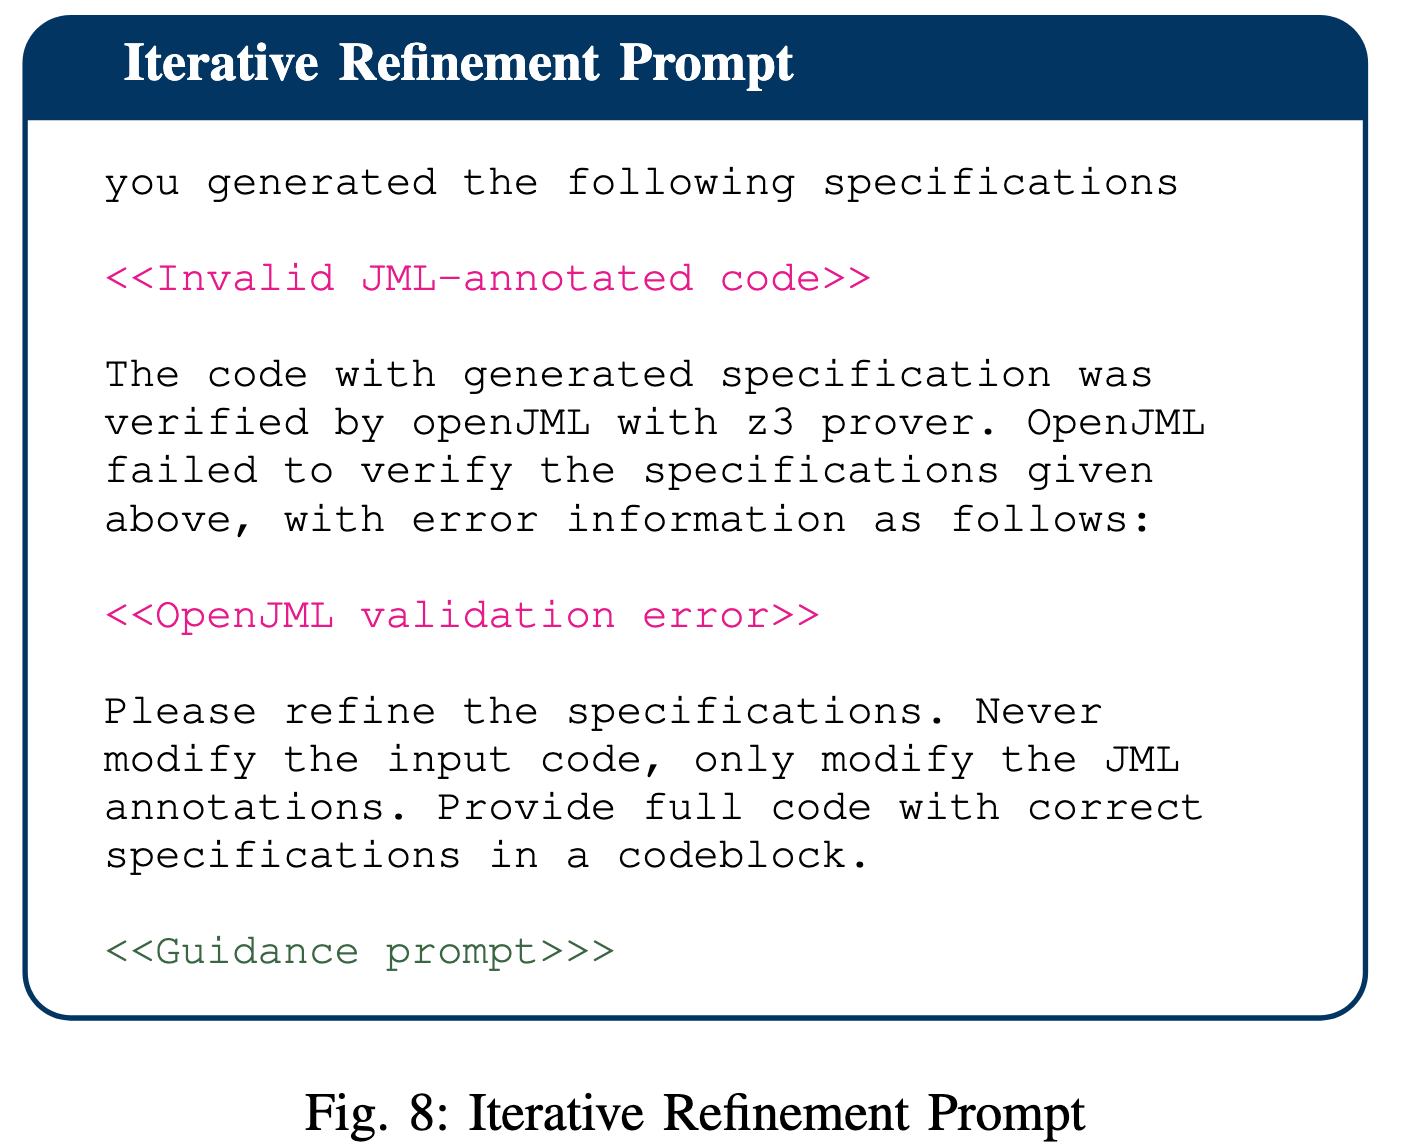 Iterative Refinement Prompt
you generated the following specifications
<<Invalid JML-annotated code>>
The code with generated specification was
verified by openJML with z3 prover. OpenJML
failed to verify the specifications given
above, with error information as follows:
<<OpenJML validation error>>
Please refine the specifications. Never
modify the input code, only modify the JML
annotations. Provide full code with correct
specifications in a codeblock.
<<Guidance prompt>>>
Fig. 8: Iterative Refinement Prompt